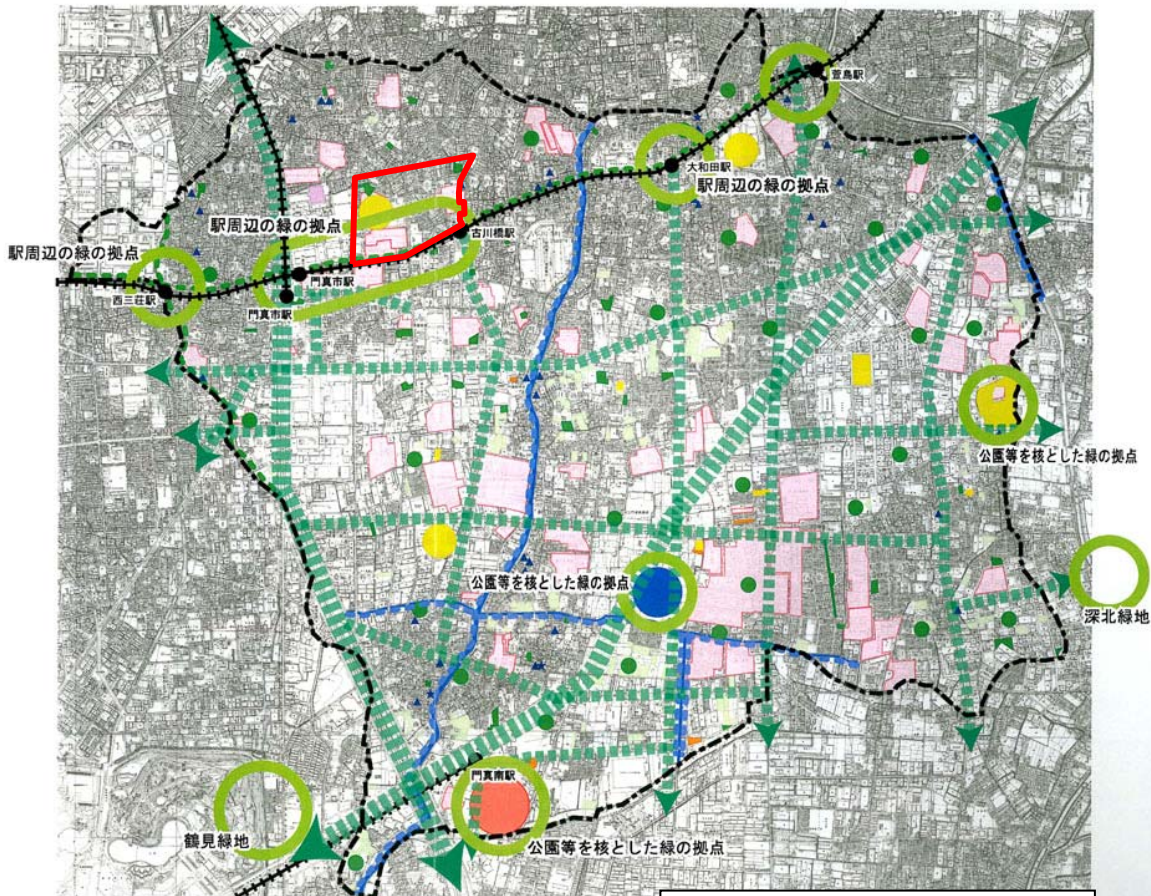 萱島駅
大和田駅
駅周辺の緑の拠点
駅周辺の緑の拠点
古川橋駅
駅周辺の緑の拠点
西三荘駅
門真市駅
門真市駅
公園等を核とした緑の拠点
公園等を核とした緑の拠点
深北緑地
門真南駅
鶴見緑地
公園等を核とした緑の拠点